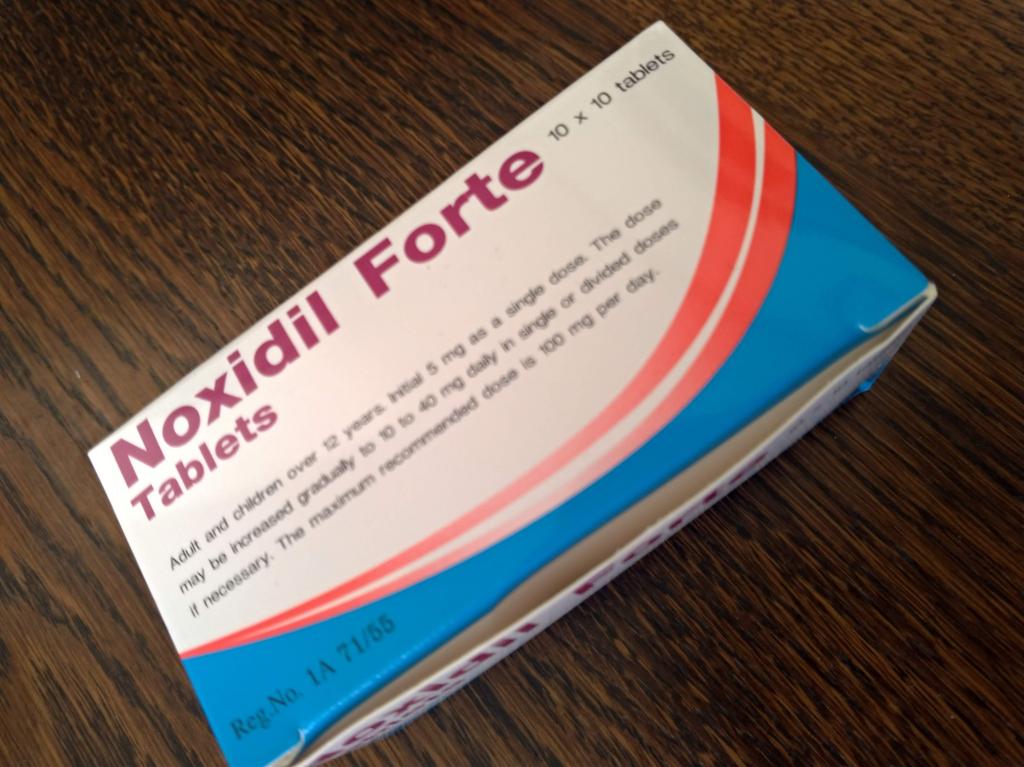 Noxidil Forte 10 x 10 tablets
Tablets
Adult and children over 12 years. Initial 5 mg as a single dose. The dose
may be increased gradually to 10 to 40 mg daily in single or divided doses
if necessary. The maximum recommended dose is 100 mg per day.
Reg.No. 1A 71/55
Noxidil Forte